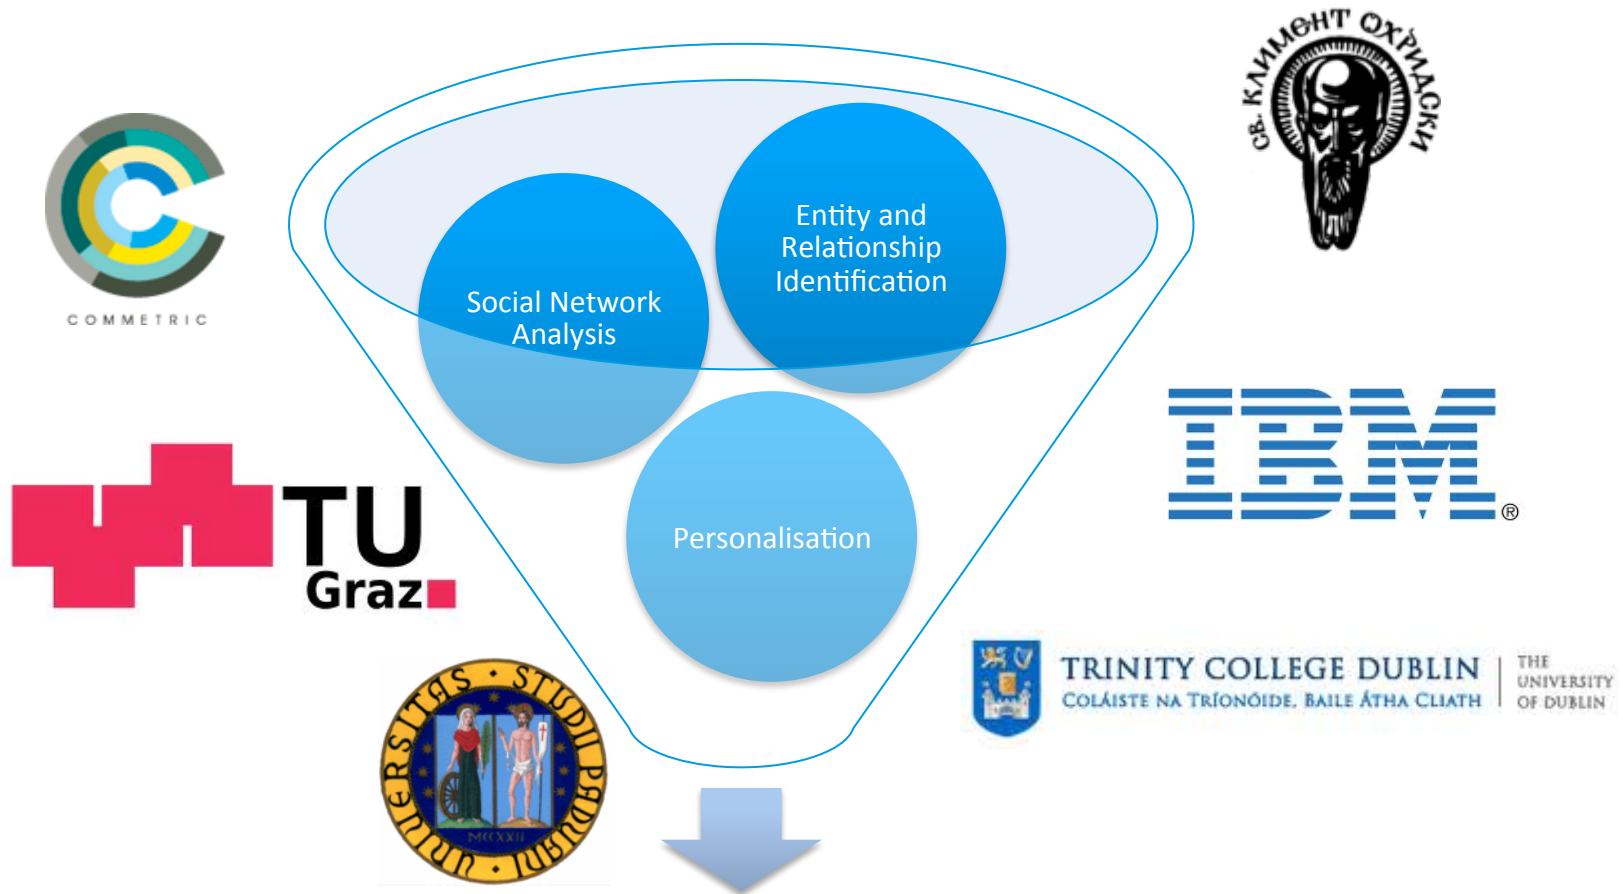 СВ. КЛИМЕНТ ОХРИДСКИ
COMMETRIC
Entity and
Relationship
Identification
Social Network
Analysis
IBM®
TU
Graz
Personalisation
TRINITY COLLEGE DUBLIN
COLÁISTE NA TRÍONÓIDE, BAILE ÁTHA CLIATH
THE
UNIVERSITY
OF DUBLIN
UNIVERSITAS · STUDII PADUANI ·
MCCXXII